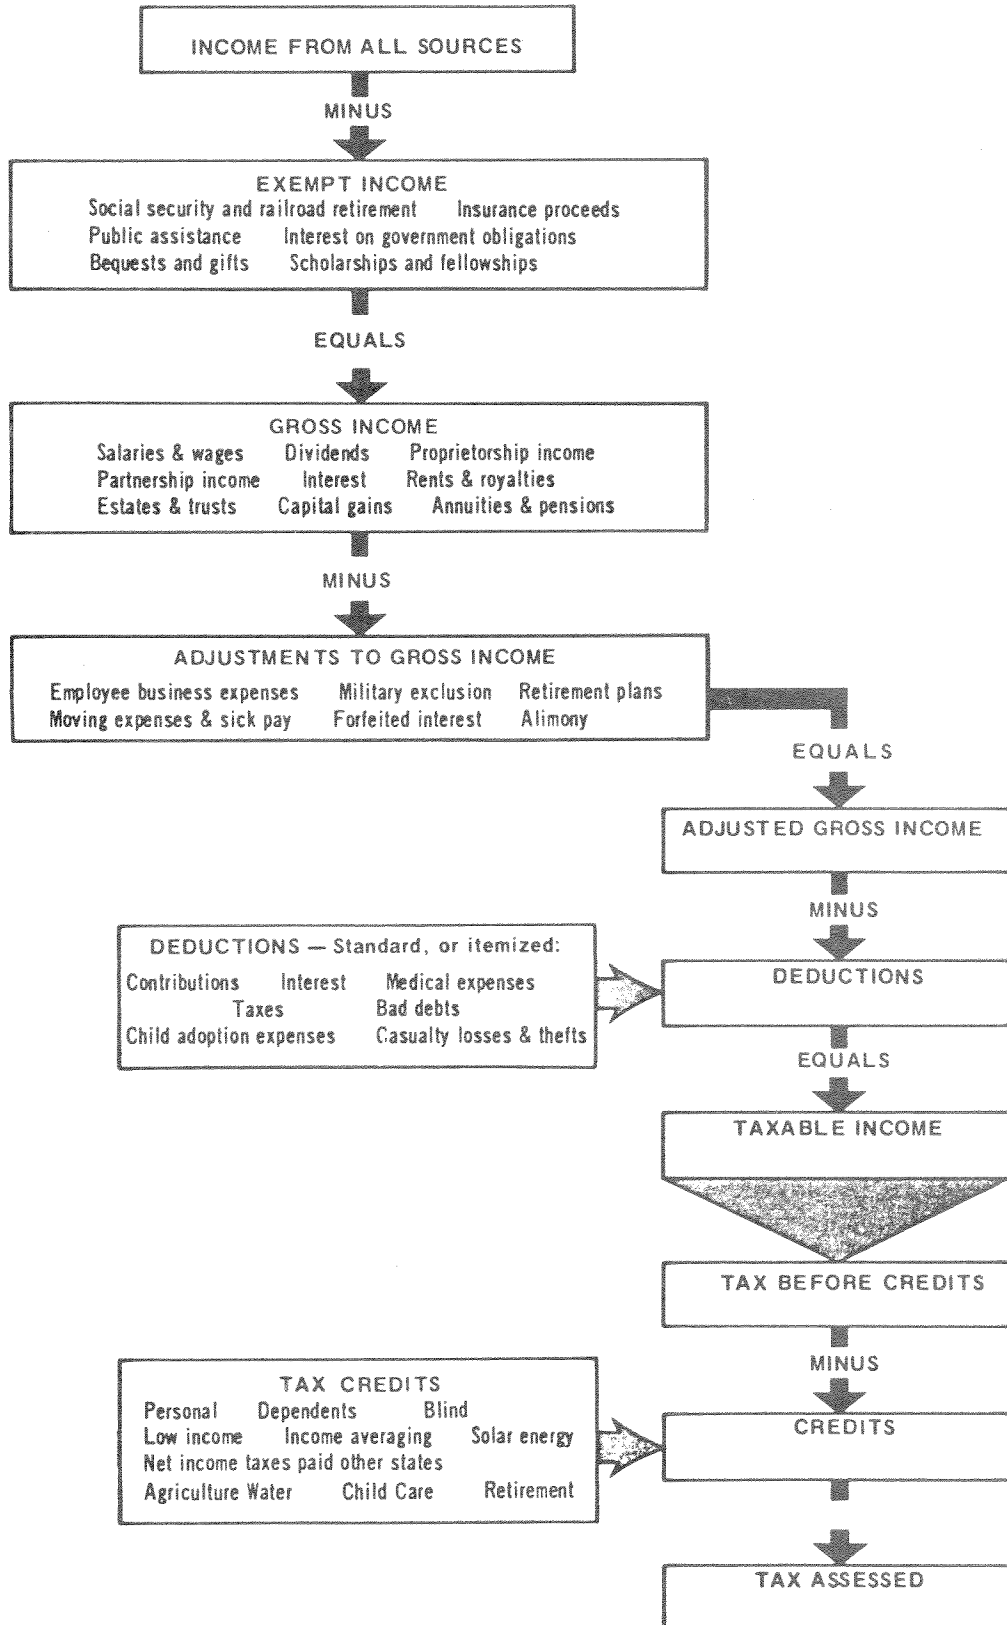 INCOME FROM ALL SOURCES
MINUS
EXEMPT INCOME
Social security and railroad retirement Insurance proceeds
Public assistance Interest on government obligations
Bequests and gifts Scholarships and fellowships
EQUALS
GROSS INCOME
Salaries & wages Dividends Proprietorship income
Partnership income Interest Rents & royalties
Estates & trusts Capital gains Annuities & pensions
MINUS
ADJUSTMENTS TO GROSS INCOME
Employee business expenses Military exclusion Retirement plans
Moving expenses & sick pay Forfeited interest Alimony
EQUALS
ADJUSTED GROSS INCOME
MINUS
DEDUCTIONS — Standard, or itemized:
Contributions Interest Medical expenses
Taxes Bad debts
Child adoption expenses Casualty losses & thefts
DEDUCTIONS
EQUALS
TAXABLE INCOME
TAX BEFORE CREDITS
MINUS
TAX CREDITS
Personal Dependents Blind
Low income Income averaging Solar energy
Net income taxes paid other states
Agriculture Water Child Care Retirement
CREDITS
TAX ASSESSED